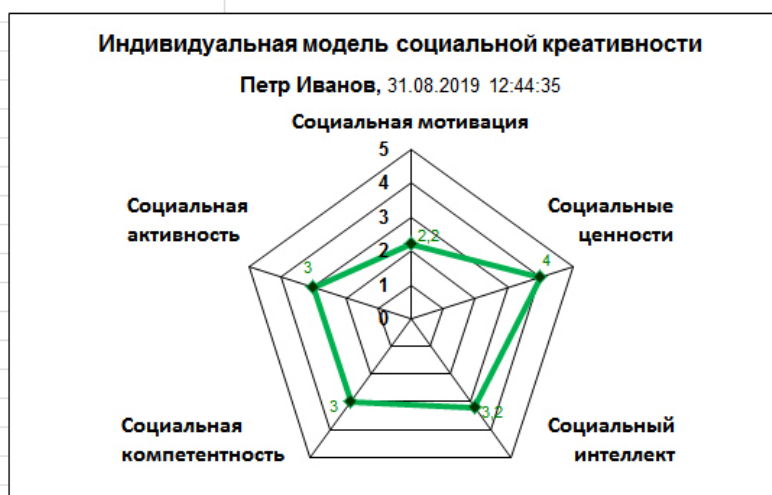 Индивидуальная модель социальной креативности
Петр Иванов, 31.08.2019 12:44:35
Социальная мотивация
5
4
3
2
1
0
2,2
Социальные
ценности
4
Социальный
интеллект
3,2
Социальная
компетентность
3
Социальная
активность
3